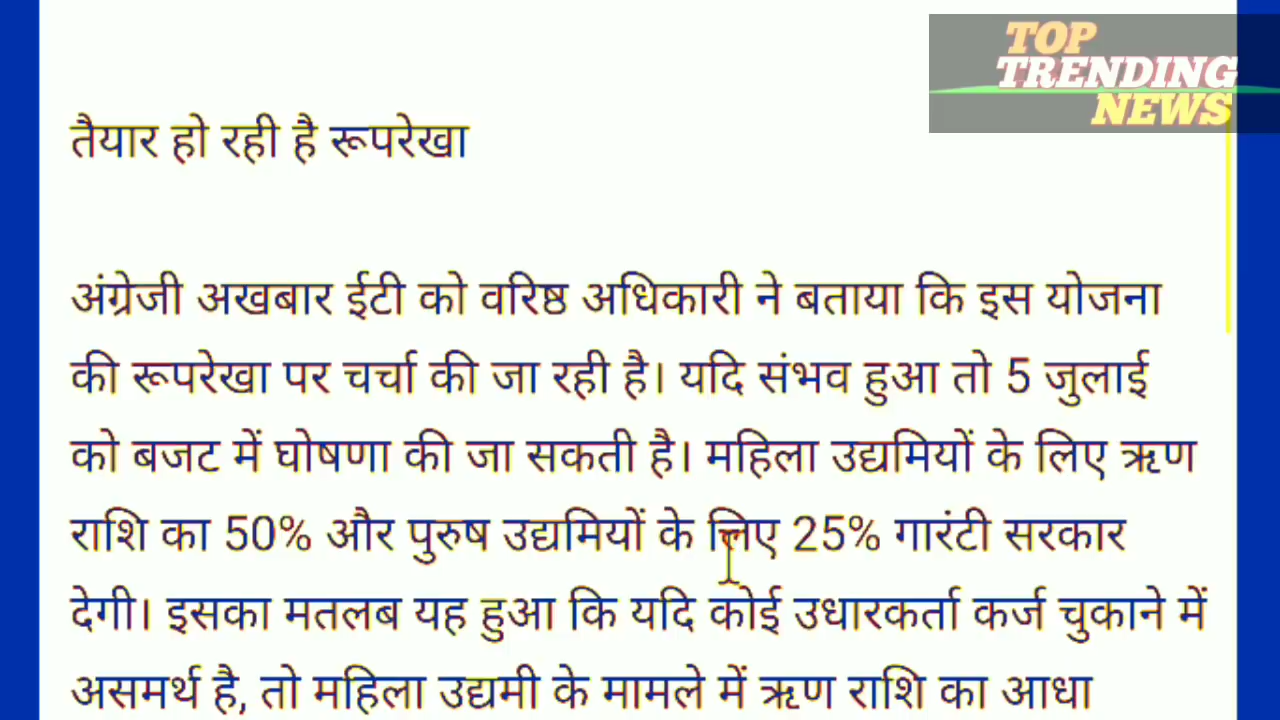 TOP
TRENDING
NEWS
तैयार हो रही है रूपरेखा
अंग्रेजी अखबार ईटी को वरिष्ठ अधिकारी ने बताया कि इस योजना
की रूपरेखा पर चर्चा की जा रही है। यदि संभव हुआ तो 5 जुलाई
को बजट में घोषणा की जा सकती है। महिला उद्यमियों के लिए ऋण
राशि का 50% और पुरुष उद्यमियों के लिए 25% गारंटी सरकार
देगी। इसका मतलब यह हुआ कि यदि कोई उधारकर्ता कर्ज चुकाने में
असमर्थ है, तो महिला उद्यमी के मामले में ऋण राशि का आधा